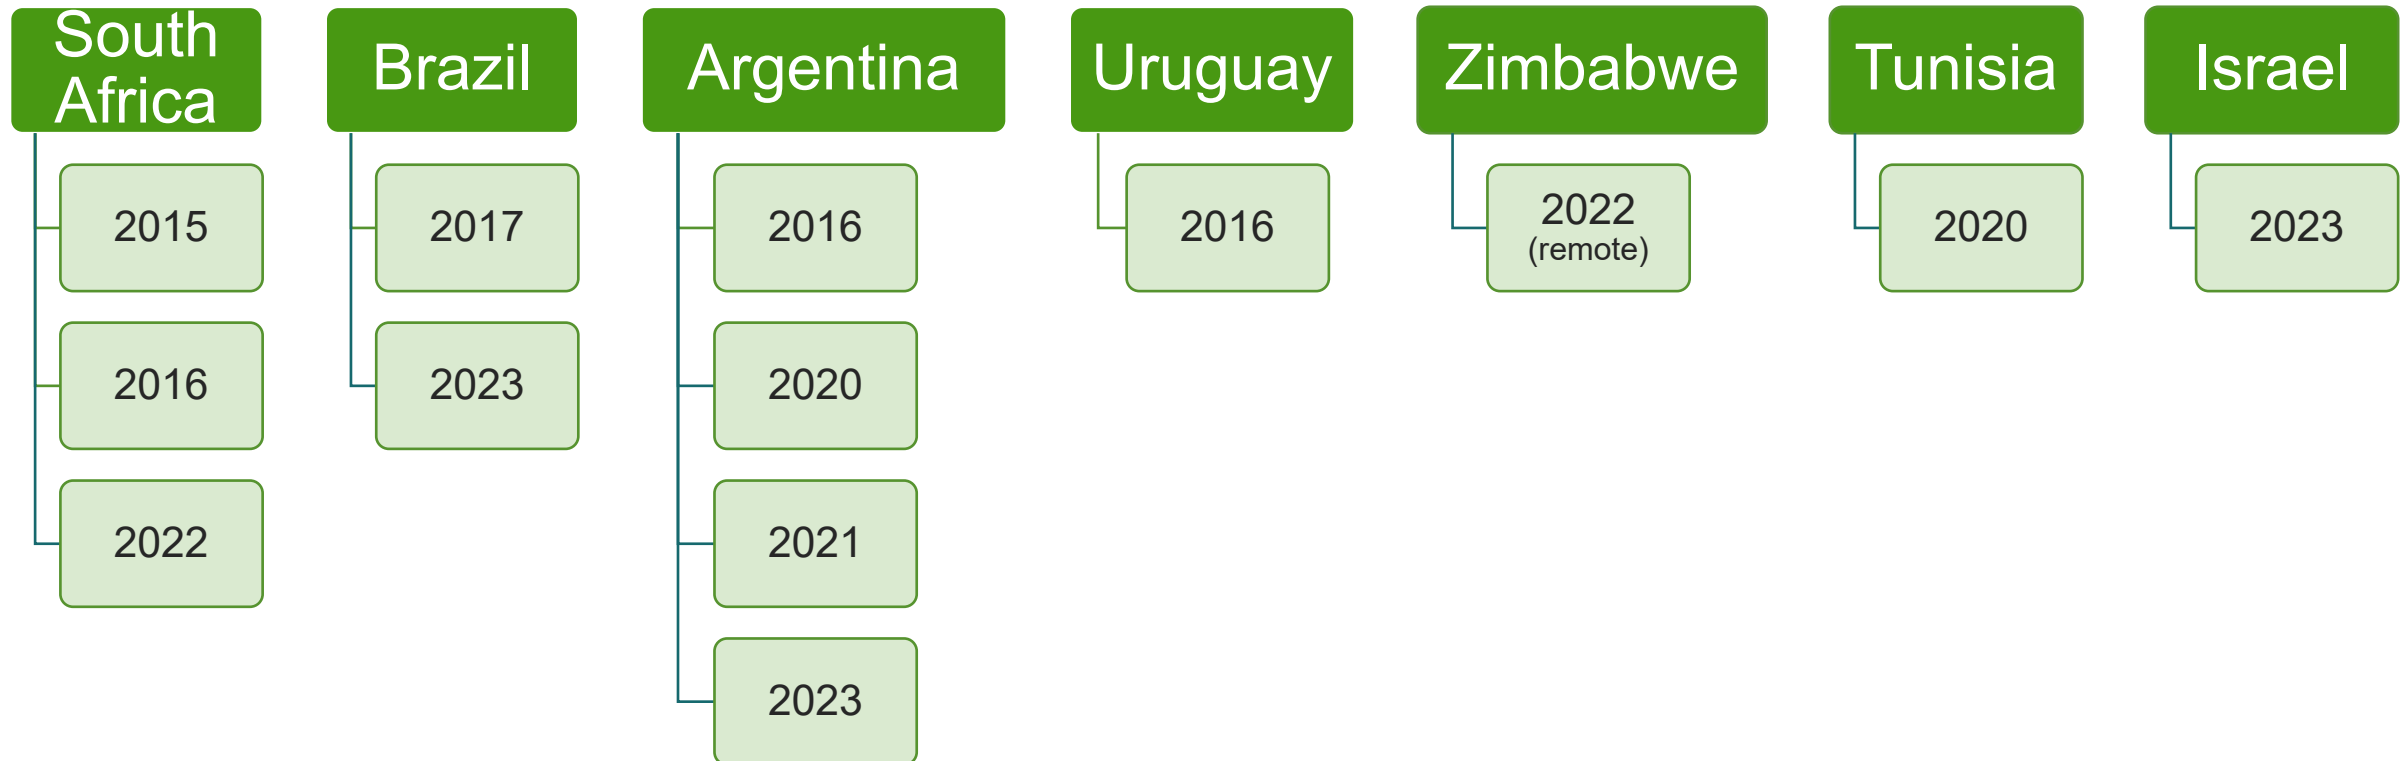 South
Africa
2015
2016
2022
Brazil
2017
2023
Argentina
2016
2020
2021
2023
Uruguay
2016
Zimbabwe
2022
(remote)
Tunisia
2020
Israel
2023